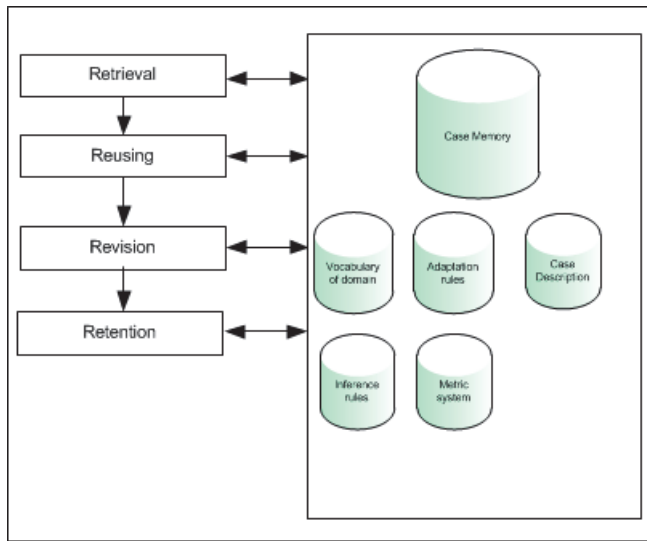 Retrieval
Reusing
Revision
Retention
Case Memory
Vocabulary
of domain
Adaptation
rules
Case
Description
Inference
rules
Metric
system